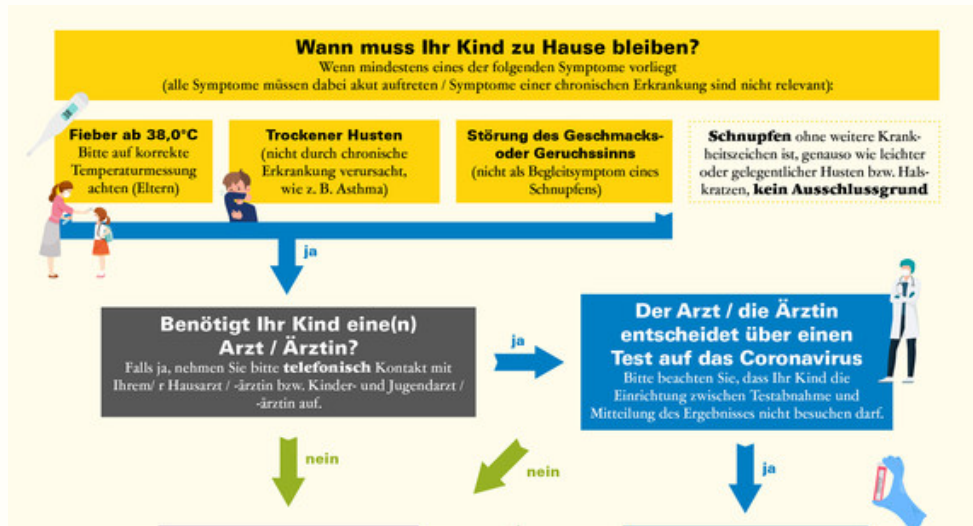 Wann muss Ihr Kind zu Hause bleiben?
Wenn mindestens eines der folgenden Symptome vorliegt
(alle Symptome müssen dabei akut auftreten / Symptome einer chronischen Erkrankung sind nicht relevant):
Fieber ab 38,0°C
Bitte auf korrekte
Temperaturmessung
achten (Eltern)
Trockener Husten
(nicht durch chronische
Erkrankung verursacht,
wie z. B. Asthma)
Störung des Geschmacks-
oder Geruchssinns
(nicht als Begleitsymptom eines
Schnupfens)
Schnupfen ohne weitere Krank-
heitszeichen ist, genauso wie leichter
oder gelegentlicher Husten bzw. Hals-
kratzen, kein Ausschlussgrund
ja
Benötigt Ihr Kind eine(n)
Arzt / Ärztin?
Falls ja, nehmen Sie bitte telefonisch Kontakt mit
Ihrem/ r Hausarzt / -ärztin bzw. Kinder- und Jugendarzt /
-ärztin auf.
ja
Der Arzt / die Ärztin
entscheidet über einen
Test auf das Coronavirus
Bitte beachten Sie, dass Ihr Kind die
Einrichtung zwischen Testabnahme und
Mitteilung des Ergebnisses nicht besuchen darf.
nein
nein
ja